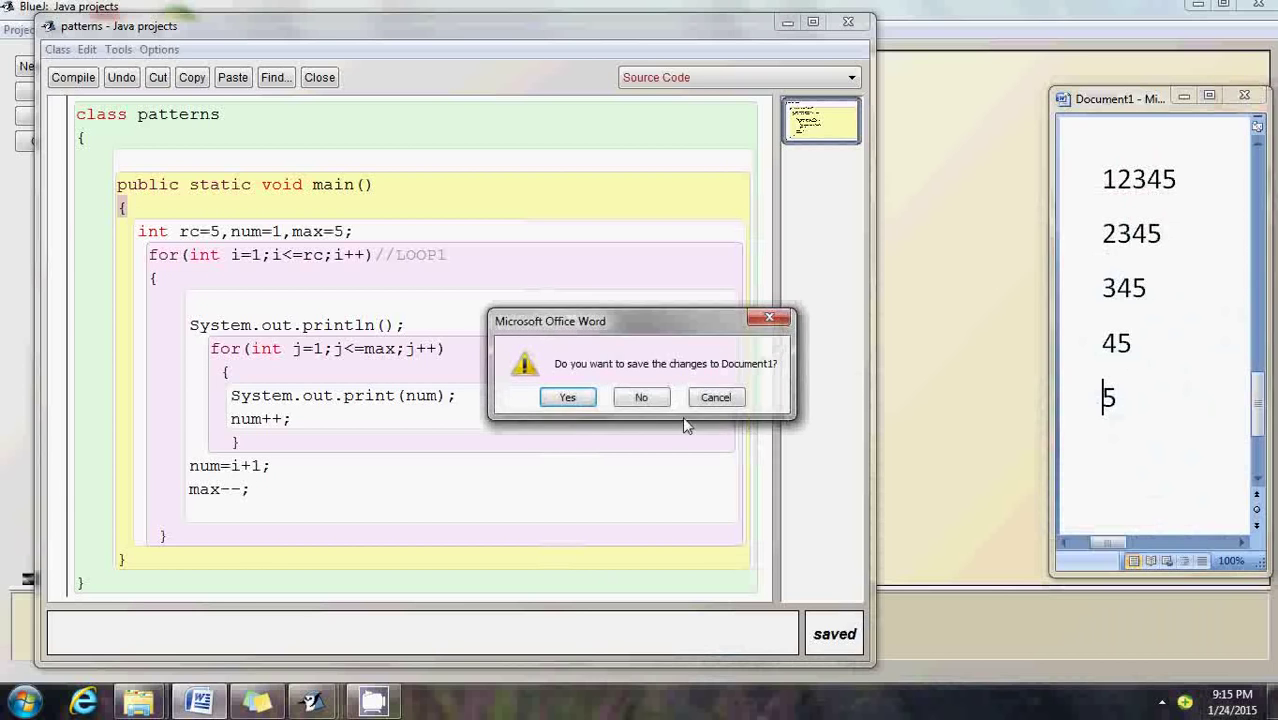 BlueJ: Java projects
patterns - Java projects
Class Edit Tools Options
Compile Undo Cut Copy Paste Find... Close
Source Code
class patterns
{
public static void main()
{
int rc=5,num=1,max=5;
for(int i=1;i<=rc;i++)//LOOP1
{
System.out.println();
for(int j=1;j<=max;j++)
{
System.out.print(num);
num++;
}
num=i+1;
max--;
}
}
}
saved
Microsoft Office Word
Do you want to save the changes to Document1?
Yes No Cancel
Document1 - Mi...
12345
2345
345
45
5
100%
9:15 PM
1/24/2015